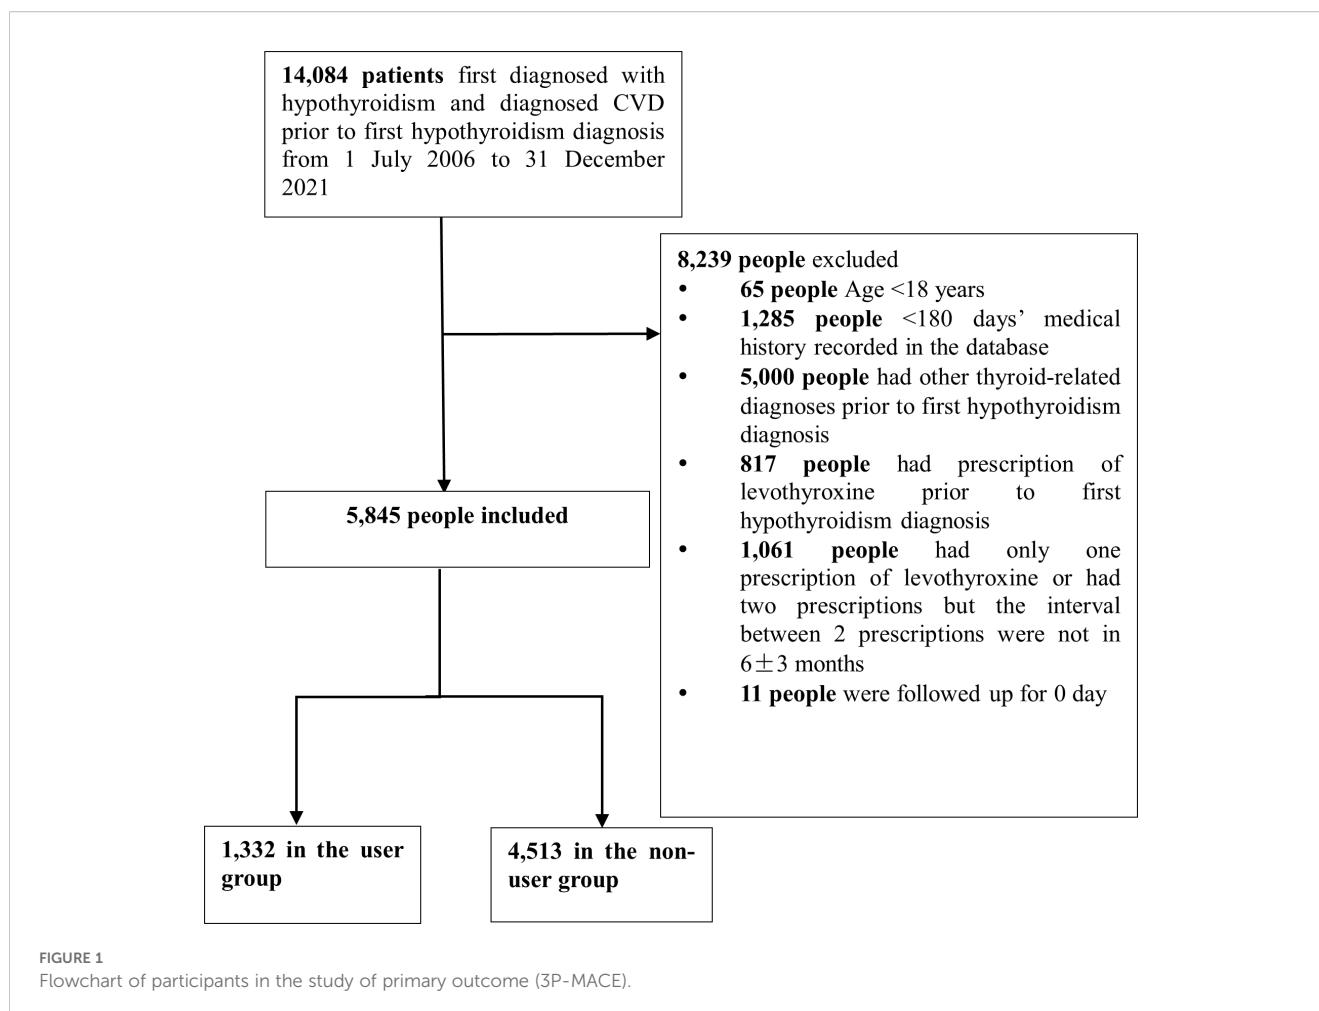 14,084 patients first diagnosed with
hypothyroidism and diagnosed CVD
prior to first hypothyroidism diagnosis
from 1 July 2006 to 31 December
2021
8,239 people excluded
• 65 people Age <18 years
• 1,285 people <180 days’ medical
history recorded in the database
• 5,000 people had other thyroid-related
diagnoses prior to first hypothyroidism
diagnosis
• 817 people had prescription of
levothyroxine prior to first
hypothyroidism diagnosis
• 1,061 people had only one
prescription of levothyroxine or had
two prescriptions but the interval
between 2 prescriptions were not in
6±3 months
• 11 people were followed up for 0 day
5,845 people included
1,332 in the user
group
4,513 in the non-
user group
FIGURE 1
Flowchart of participants in the study of primary outcome (3P-MACE).